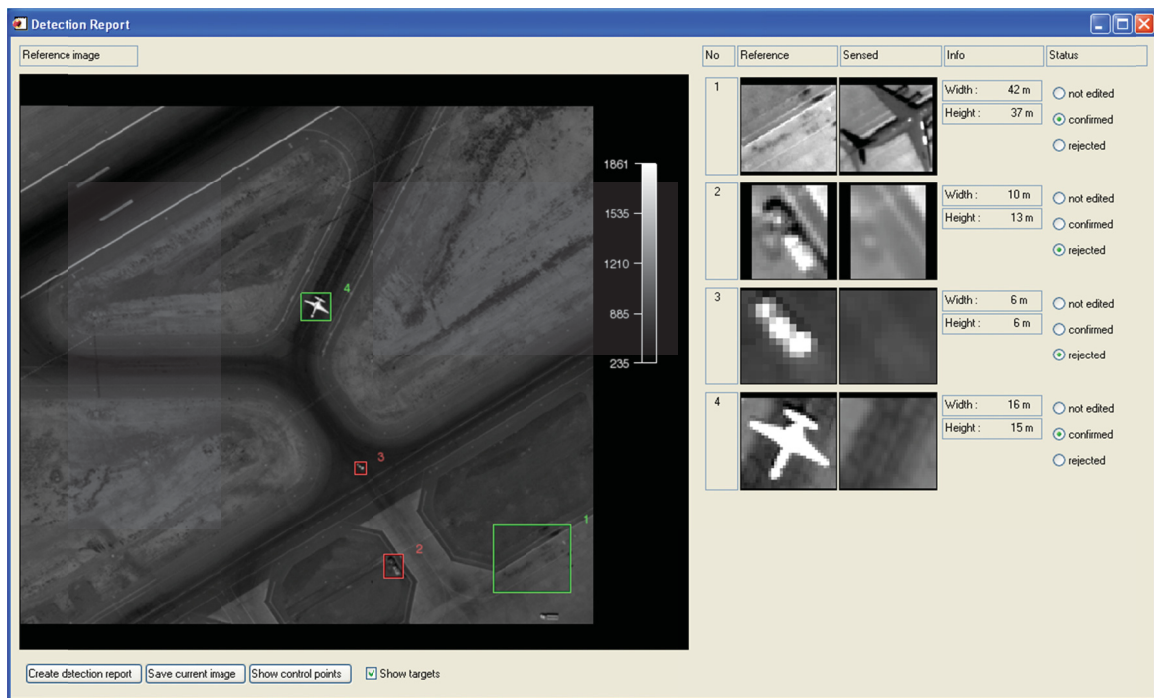 Detection Report
Reference image
No Reference Sensed Info Status
1
Width : 42 m
Height : 37 m
not edited
confirmed
rejected
2
Width : 10 m
Height : 13 m
not edited
confirmed
rejected
3
Width : 6 m
Height : 6 m
not edited
confirmed
rejected
4
Width : 16 m
Height : 15 m
not edited
confirmed
rejected
1861
1535
1210
885
235
4
3
1
2
Create detection report Save current image Show control points Show targets